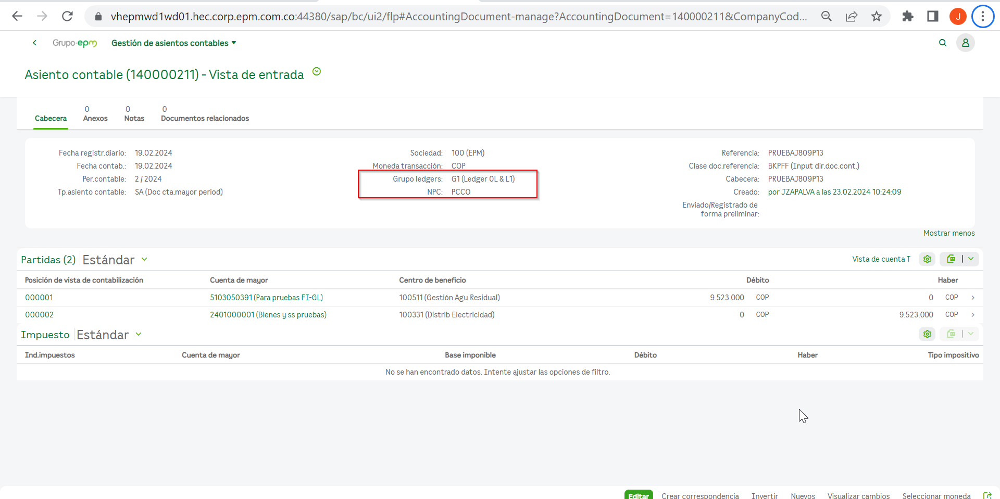 vhepmwd1wd01.hec.corp.epm.com.co:44380/sap/bc/ui2/flp#AccountingDocument-manage?AccountingDocument=140000211&CompanyCod...
J
Grupo·epm
Gestión de asientos contables
Asiento contable (140000211) - Vista de entrada
Cabecera
0
Anexos
0
Notas
0
Documentos relacionados
Fecha registr.diario: 19.02.2024
Fecha contab.: 19.02.2024
Per.contable: 2 / 2024
Tp.asiento contable: SA (Doc cta.mayor period)
Sociedad: 100 (EPM)
Moneda transacción: COP
Grupo ledgers: G1 (Ledger 0L & L1)
NPC: PCCO
Referencia: PRUEBAJ809P13
Clase doc.referencia: BKPFF (Input dir.doc.cont.)
Cabecera: PRUEBAJ809P13
Creado: por JZAPALVA a las 23.02.2024 10:24:09
Enviado/Registrado de
forma preliminar:
Mostrar menos
Partidas (2) Estándar
Vista de cuenta T
Posición de vista de contabilización Cuenta de mayor Centro de beneficio Débito Haber
000001 5103050391 (Para pruebas FI-GL) 100511 (Gestión Agu Residual) 9.523.000 COP 0 COP
000002 2401000001 (Bienes y ss pruebas) 100331 (Distrib Electricidad) 0 COP 9.523.000 COP
Impuesto Estándar
Ind.impuestos Cuenta de mayor Base imponible Débito Haber Tipo impositivo
No se han encontrado datos. Intente ajustar las opciones de filtro.
Editar Crear correspondencia Invertir Nuevos Visualizar cambios Seleccionar moneda